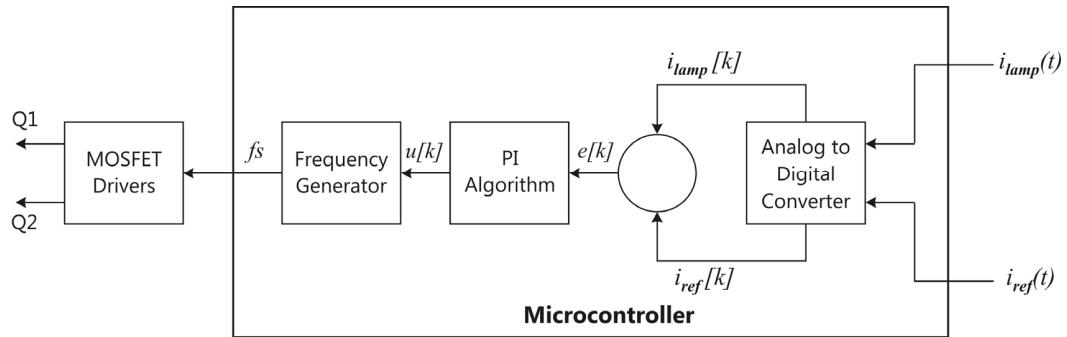 i_lamp[k]
i_lamp(t)
Q1
Q2
MOSFET
Drivers
fs
Frequency
Generator
u[k]
PI
Algorithm
e[k]
Analog to
Digital
Converter
i_ref[k]
i_ref(t)
Microcontroller